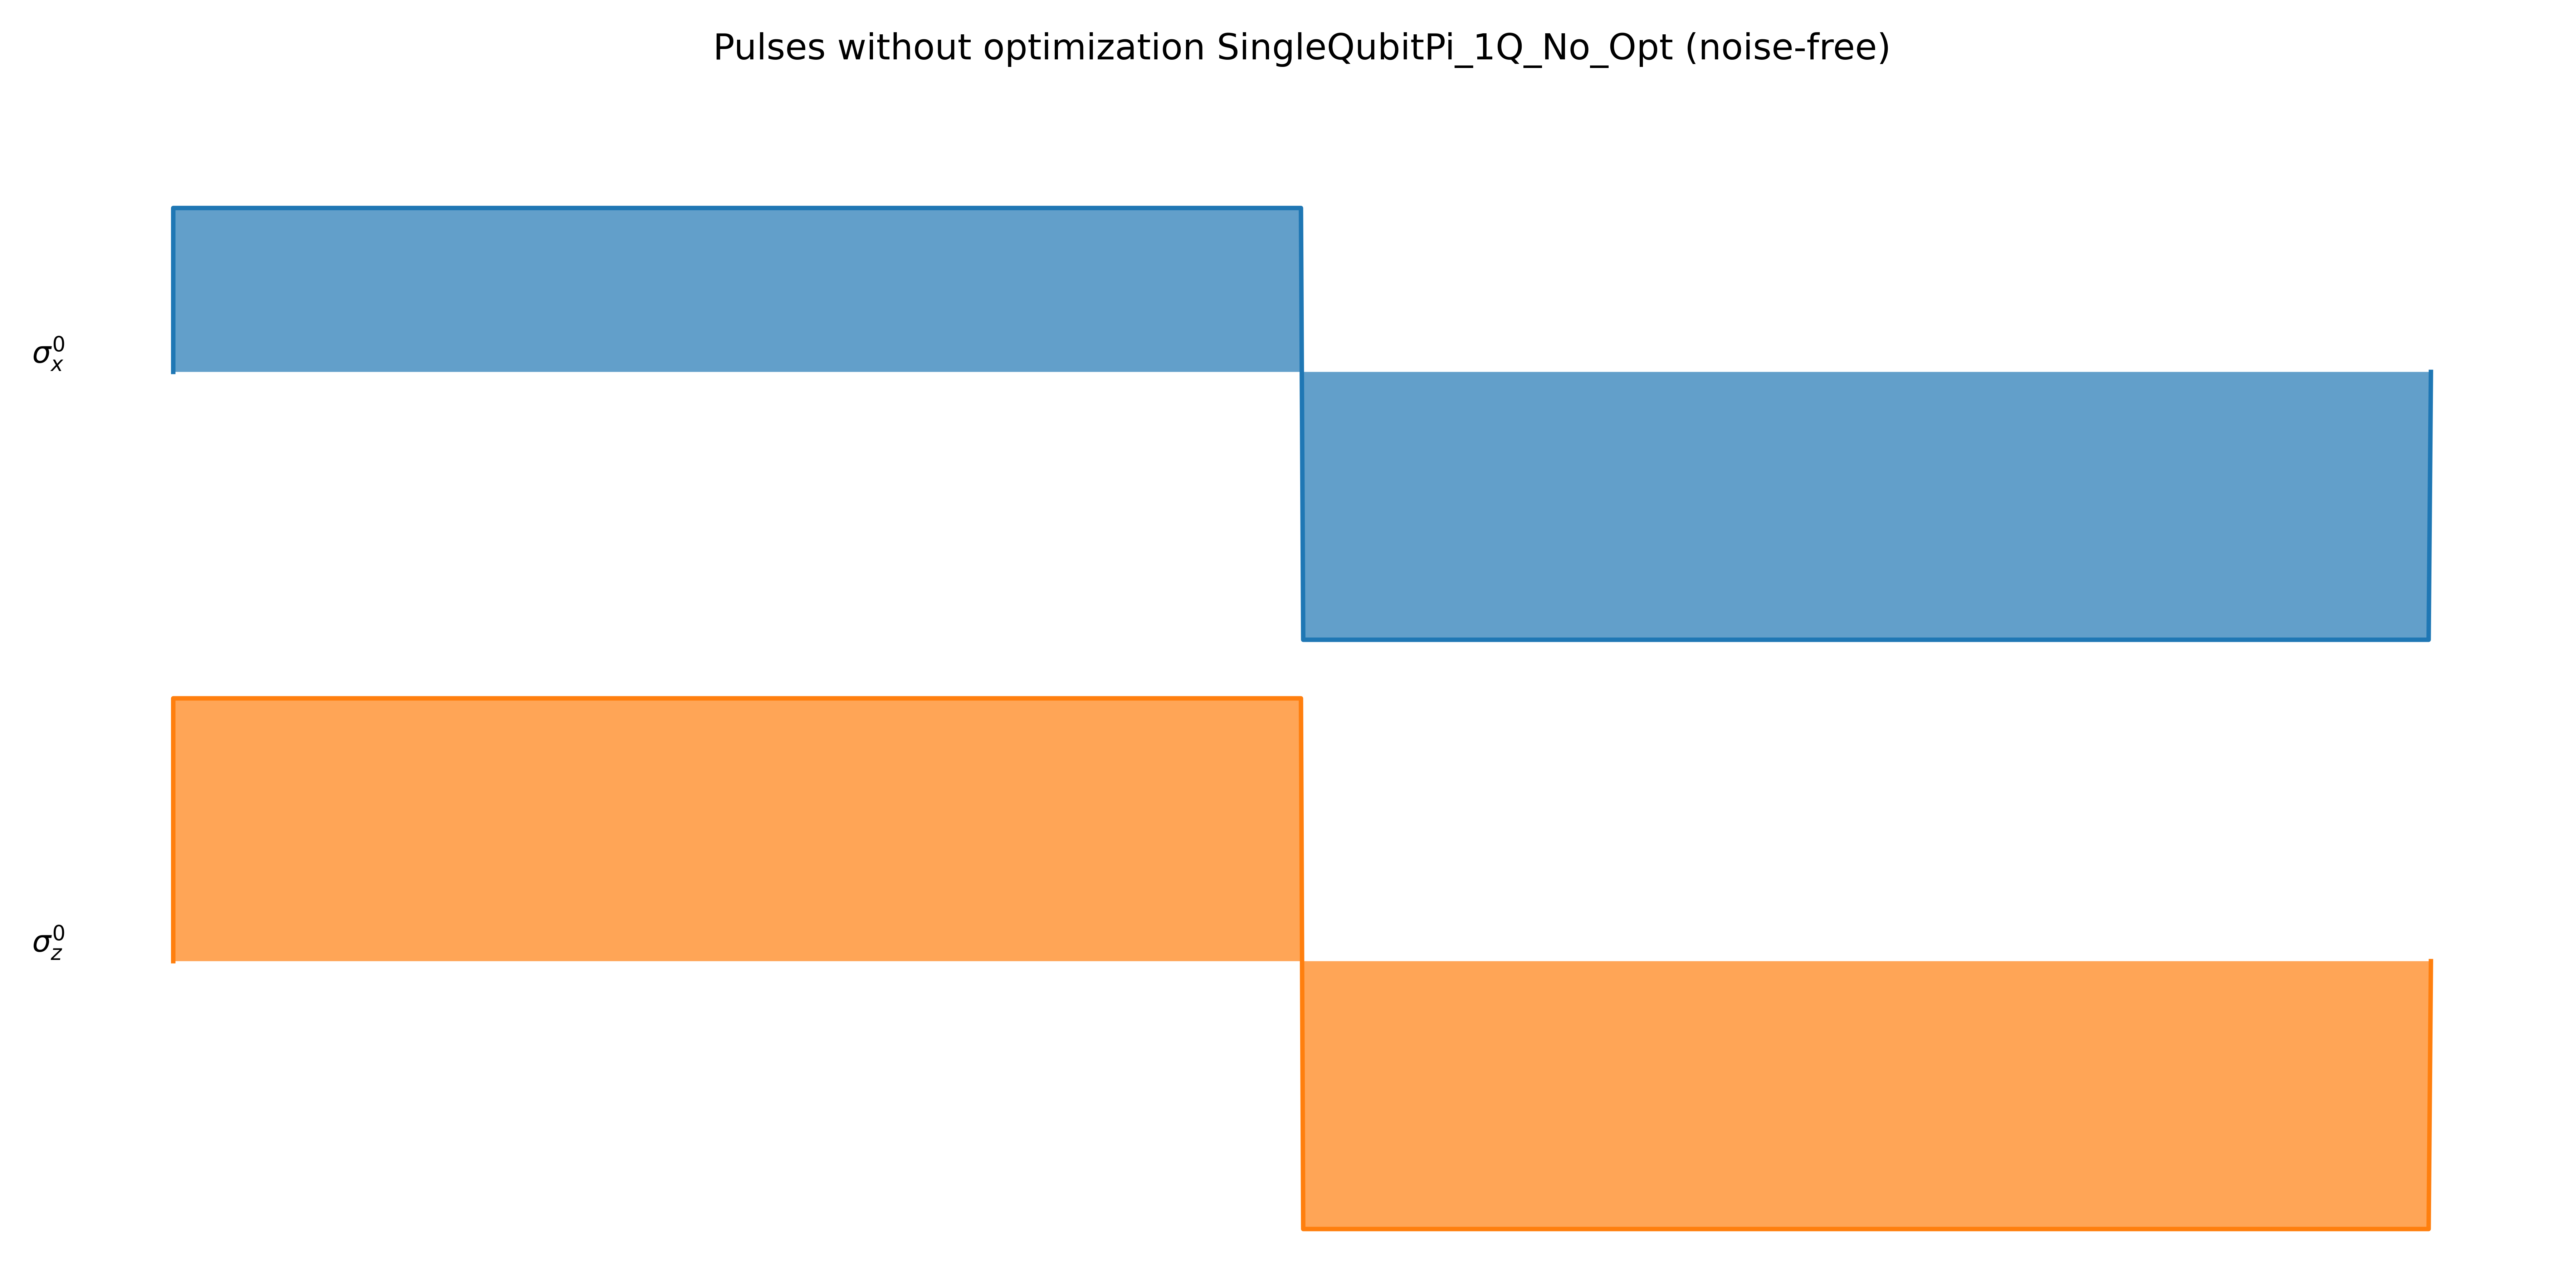 Pulses without optimization SingleQubitPi_1Q_No_Opt (noise-free)
σ_x^0
σ_z^0